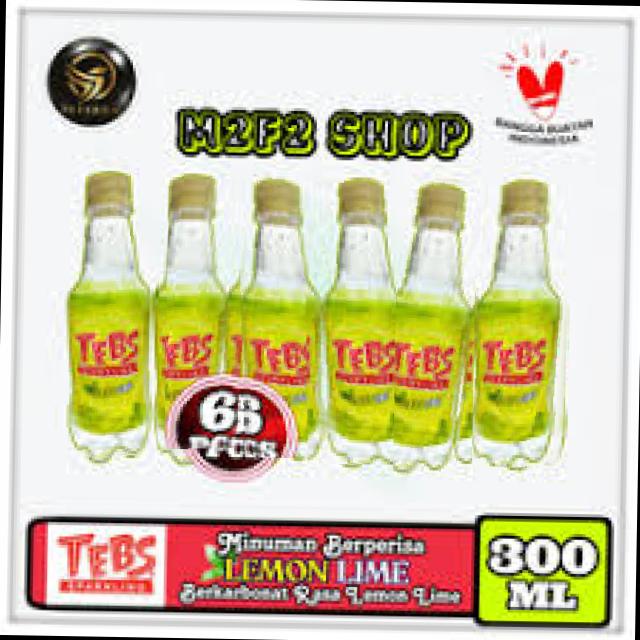 BANGGA BUATAN
INDONESIA
M2F2 SHOP
TEBS
TEBS
TEBS
TEBS
TEBS
TEBS
300
ML
TEBS
SPARKLING
Minuman Berperisa
LEMON LIME
Berkarbonat Rasa Lemon Lime